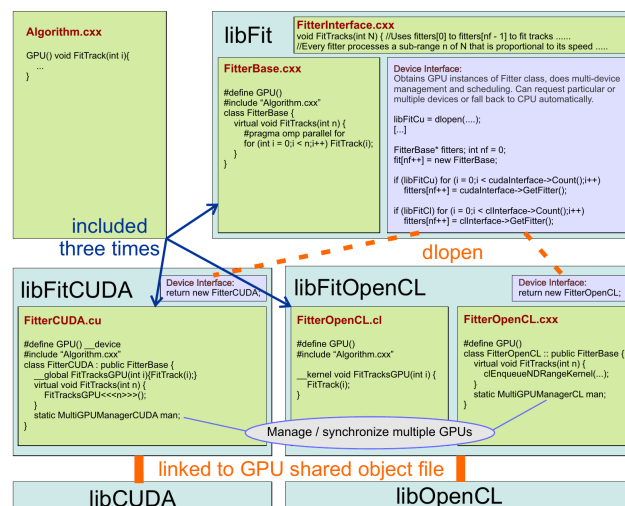 Algorithm.cxx
GPU() void FitTrack(int i){
...
}
libFit
FitterInterface.cxx
void FitTracks(int N) { //Uses fitters[0] to fitters[nf - 1] to fit tracks ......
//Every fitter processes a sub-range n of N that is proportional to its speed .....
FitterBase.cxx
#define GPU()
#include “Algorithm.cxx”
class FitterBase {
virtual void FitTracks(int n) {
#pragma omp parallel for
for (int i = 0;i < n;i++) FitTrack(i);
}
}
Device Interface:
Obtains GPU instances of Fitter class, does multi-device
management and scheduling. Can request particular or
multiple devices or fall back to CPU automatically.
libFitCu = dlopen(....);
[...]
FitterBase* fitters; int nf = 0;
fit[nf++] = new FitterBase;
if (libFitCu) for (i = 0;i < cudaInterface->Count();i++)
fitters[nf++] = cudaInterface->GetFitter();
if (libFitCl) for (i = 0;i < clInterface->Count();i++)
fitters[nf++] = clInterface->GetFitter();
included
three times
dlopen
libFitCUDA
Device Interface:
return new FitterCUDA;
FitterCUDA.cu
#define GPU() __device
#include “Algorithm.cxx”
class FitterCUDA : public FitterBase {
__global FitTracksGPU(int i){FitTrack(i);}
virtual void FitTracks(int n) {
FitTracksGPU<<<n>>>();
}
static MultiGPUManagerCUDA man;
}
libFitOpenCL
Device Interface:
return new FitterOpenCL;
FitterOpenCL.cl
#define GPU()
#include “Algorithm.cxx”
__kernel void FitTracksGPU(int i) {
FitTrack(i);
}
FitterOpenCL.cxx
#define GPU()
class FitterOpenCL :: public FitterBase {
virtual void FitTracks(int n) {
clEnqueueNDRangeKernel(...);
}
static MultiGPUManagerCL man;
}
Manage / synchronize multiple GPUs
linked to GPU shared object file
libCUDA
libOpenCL